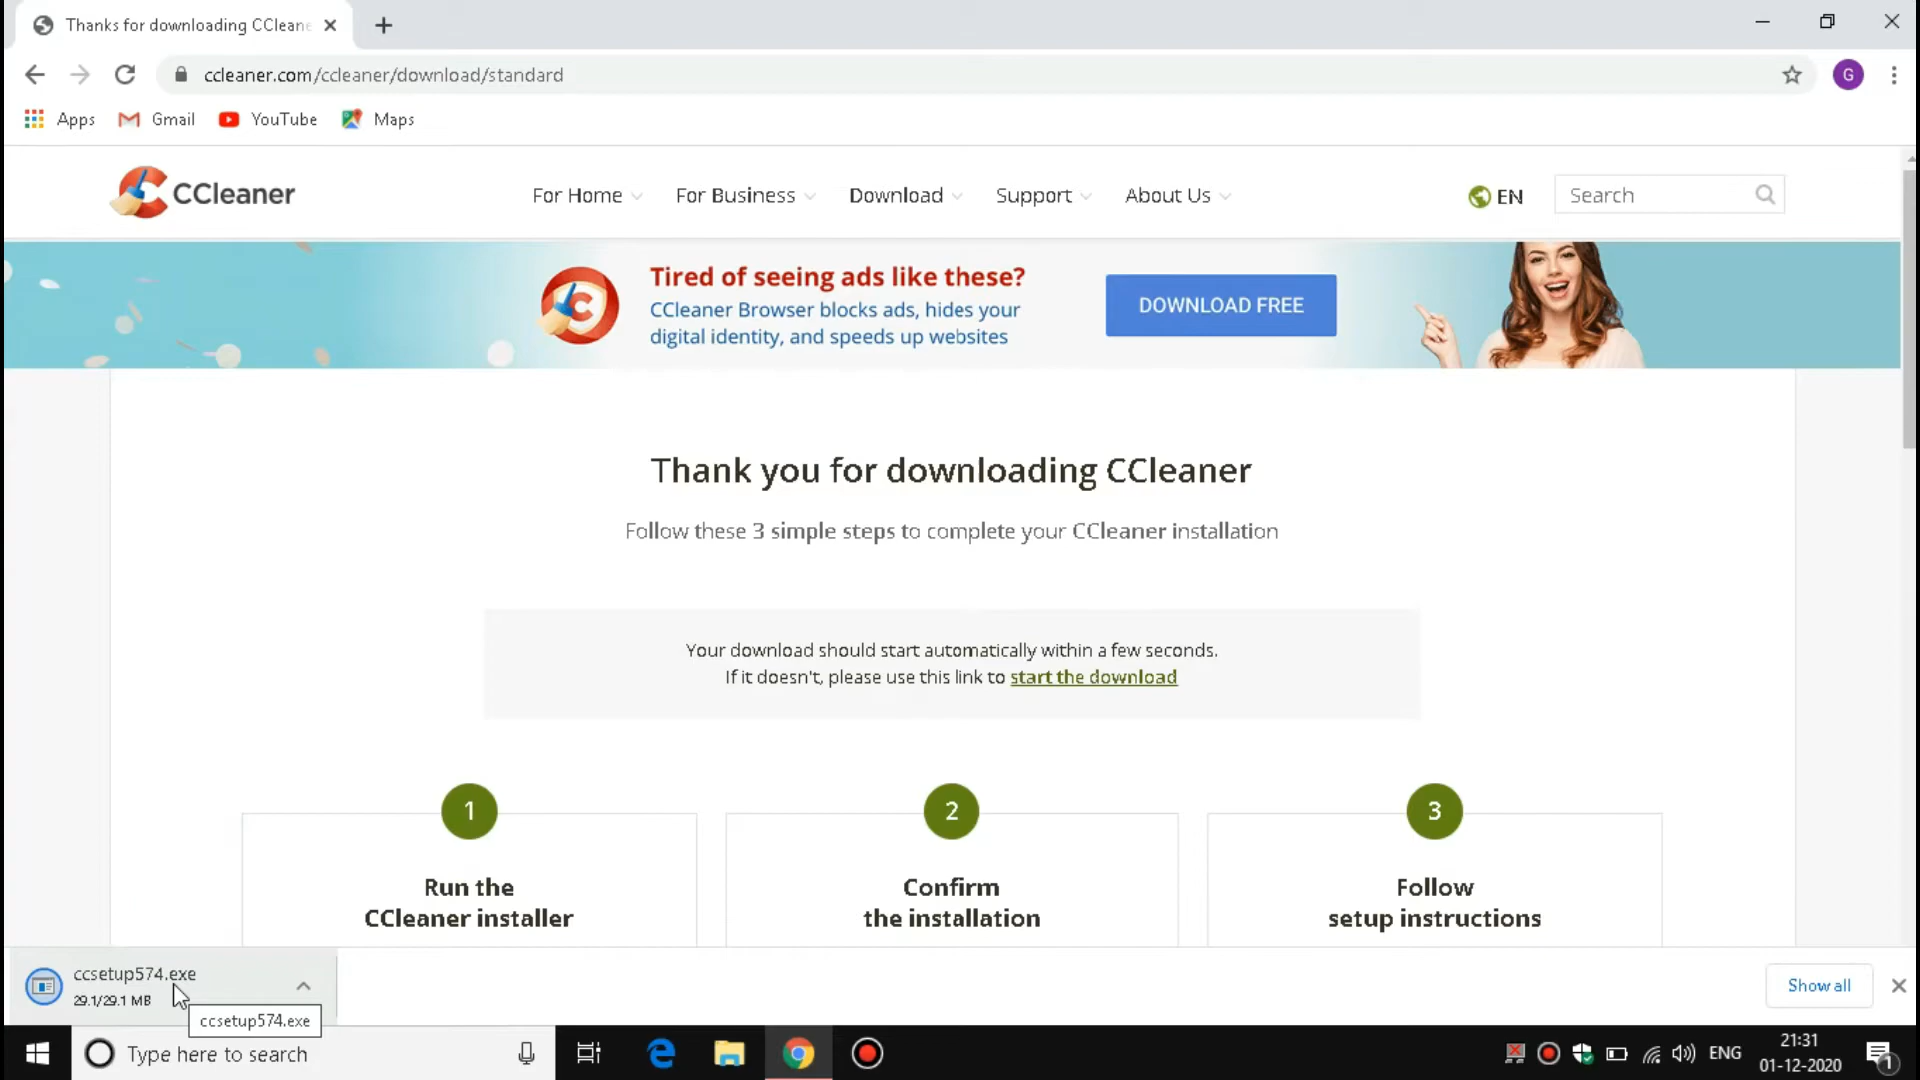 Thanks for downloading CCleane
ccleaner.com/ccleaner/download/standard
G
Apps
Gmail
YouTube
Maps
CCleaner
For Home
For Business
Download
Support
About Us
EN
Search
Tired of seeing ads like these?
CCleaner Browser blocks ads, hides your
digital identity, and speeds up websites
DOWNLOAD FREE
Thank you for downloading CCleaner
Follow these 3 simple steps to complete your CCleaner installation
Your download should start automatically within a few seconds.
If it doesn't, please use this link to start the download
1
2
3
Run the
CCleaner installer
Confirm
the installation
Follow
setup instructions
ccsetup574.exe
29.1/29.1 MB
ccsetup574.exe
Show all
Type here to search
ENG
21:31
01-12-2020
1